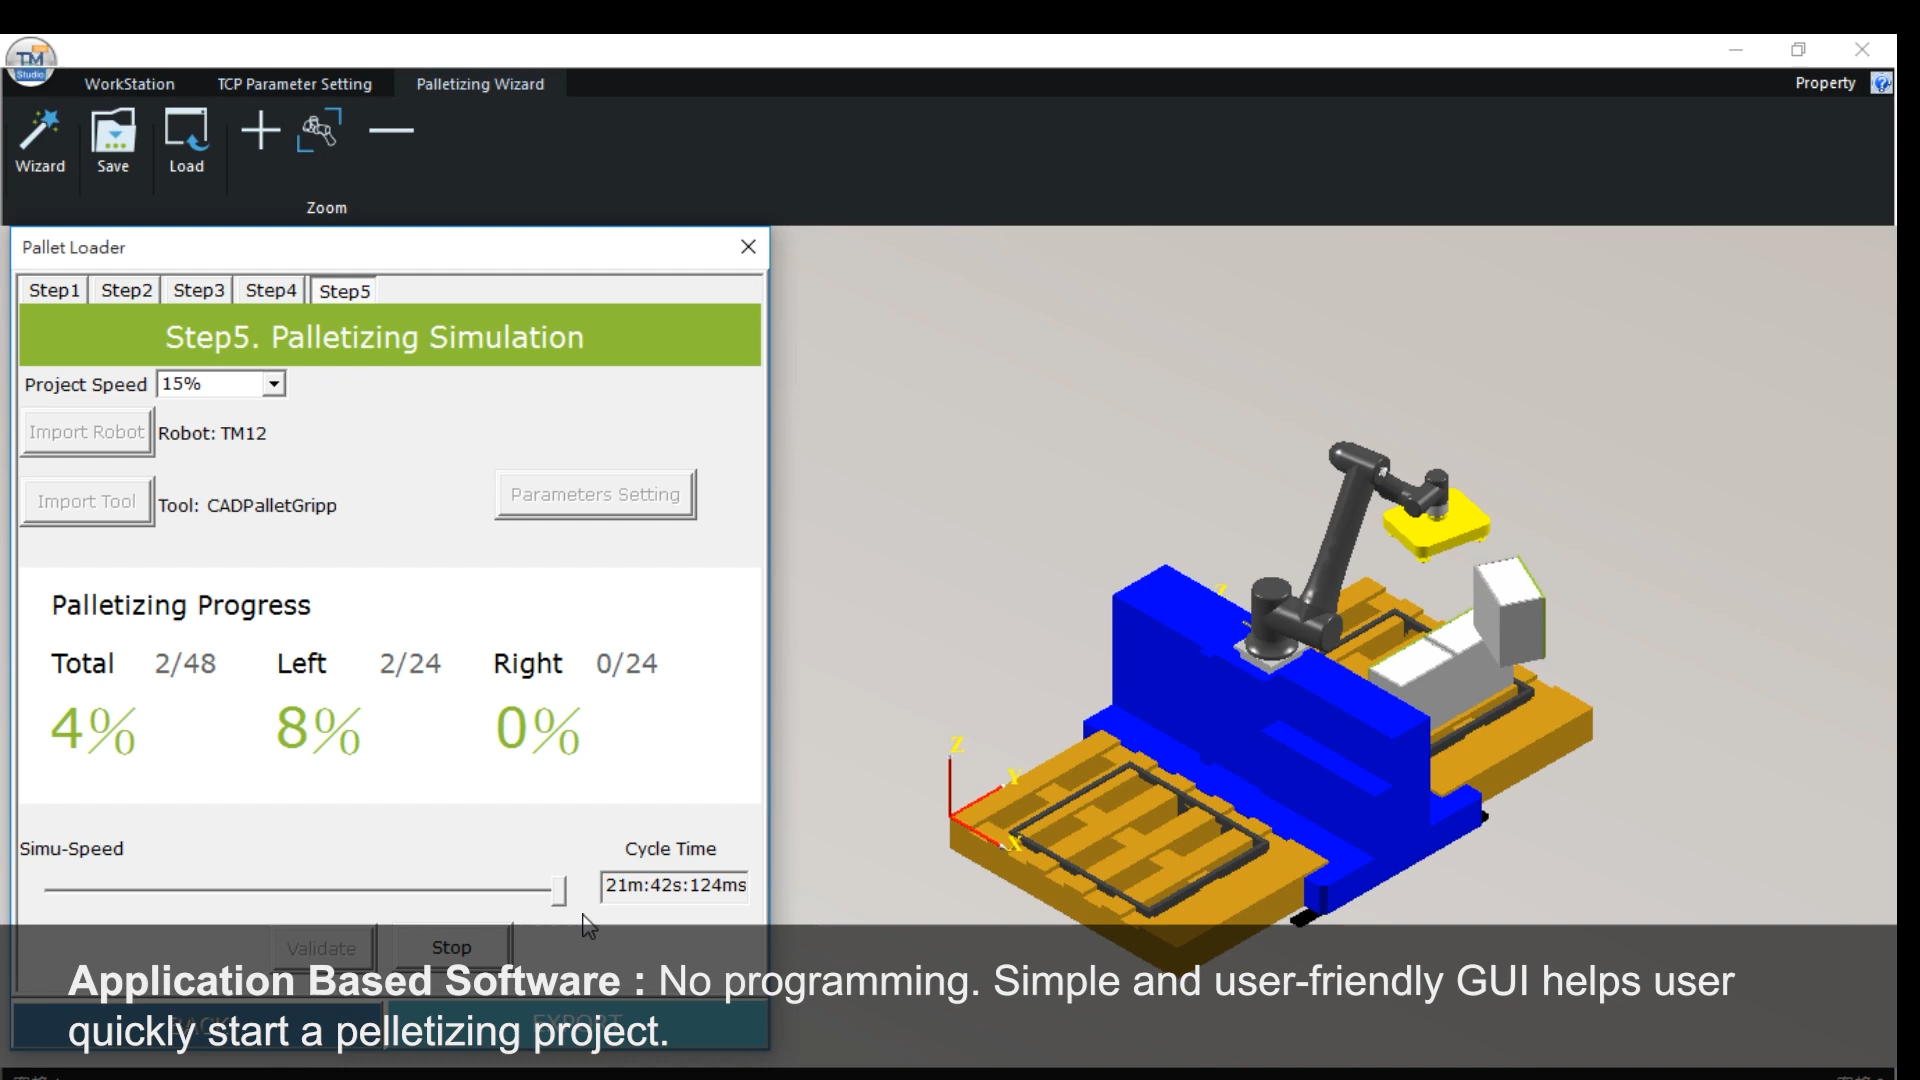 TM
Studio
WorkStation TCP Parameter Setting Palletizing Wizard
Property
Wizard Save Load
Zoom
Pallet Loader
Step1 Step2 Step3 Step4 Step5
Step5. Palletizing Simulation
Project Speed 15%
Import Robot Robot: TM12
Import Tool Tool: CADPalletGripp
Parameters Setting
Palletizing Progress
Total 2/48 Left 2/24 Right 0/24
4% 8% 0%
Simu-Speed
Cycle Time
21m:42s:124ms
Validate Stop
Application Based Software : No programming. Simple and user-friendly GUI helps user
quickly start a pelletizing project.
BACK EXPORT
Z
Y
X
Z